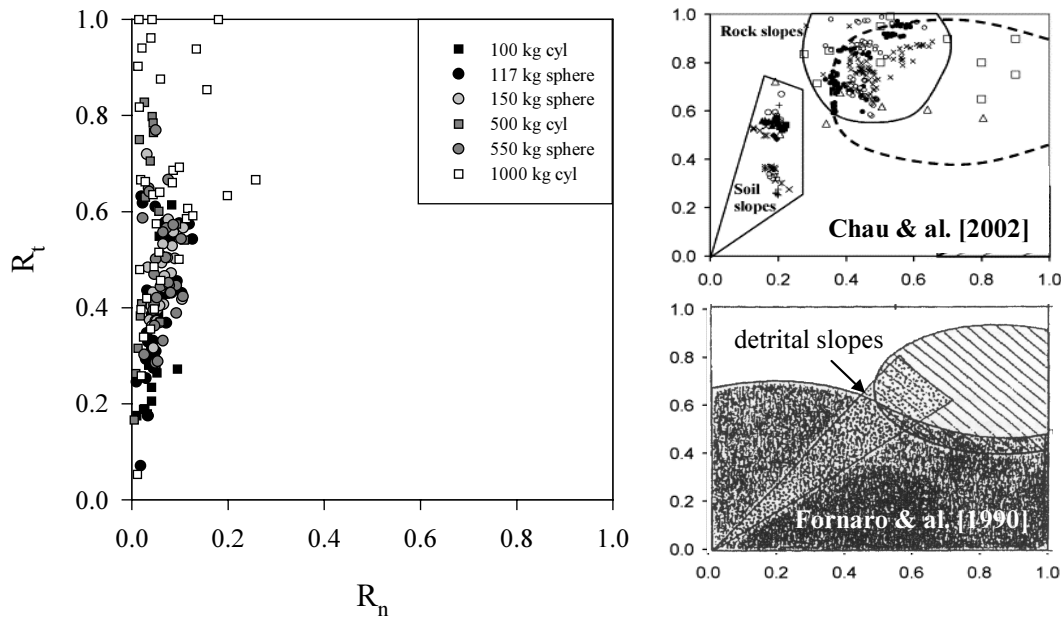 1.0
0.8
0.6
0.4
0.2
0.0
0.0 0.2 0.4 0.6 0.8 1.0
R_t
R_n
100 kg cyl
117 kg sphere
150 kg sphere
500 kg cyl
550 kg sphere
1000 kg cyl
1.0
0.8
0.6
0.4
0.2
0.0
0.0 0.2 0.4 0.6 0.8 1.0
Rock slopes
Soil
slopes
Chau & al. [2002]
1.0
0.8
0.6
0.4
0.2
0.0
0.0 0.2 0.4 0.6 0.8 1.0
detrital slopes
Fornaro & al. [1990]